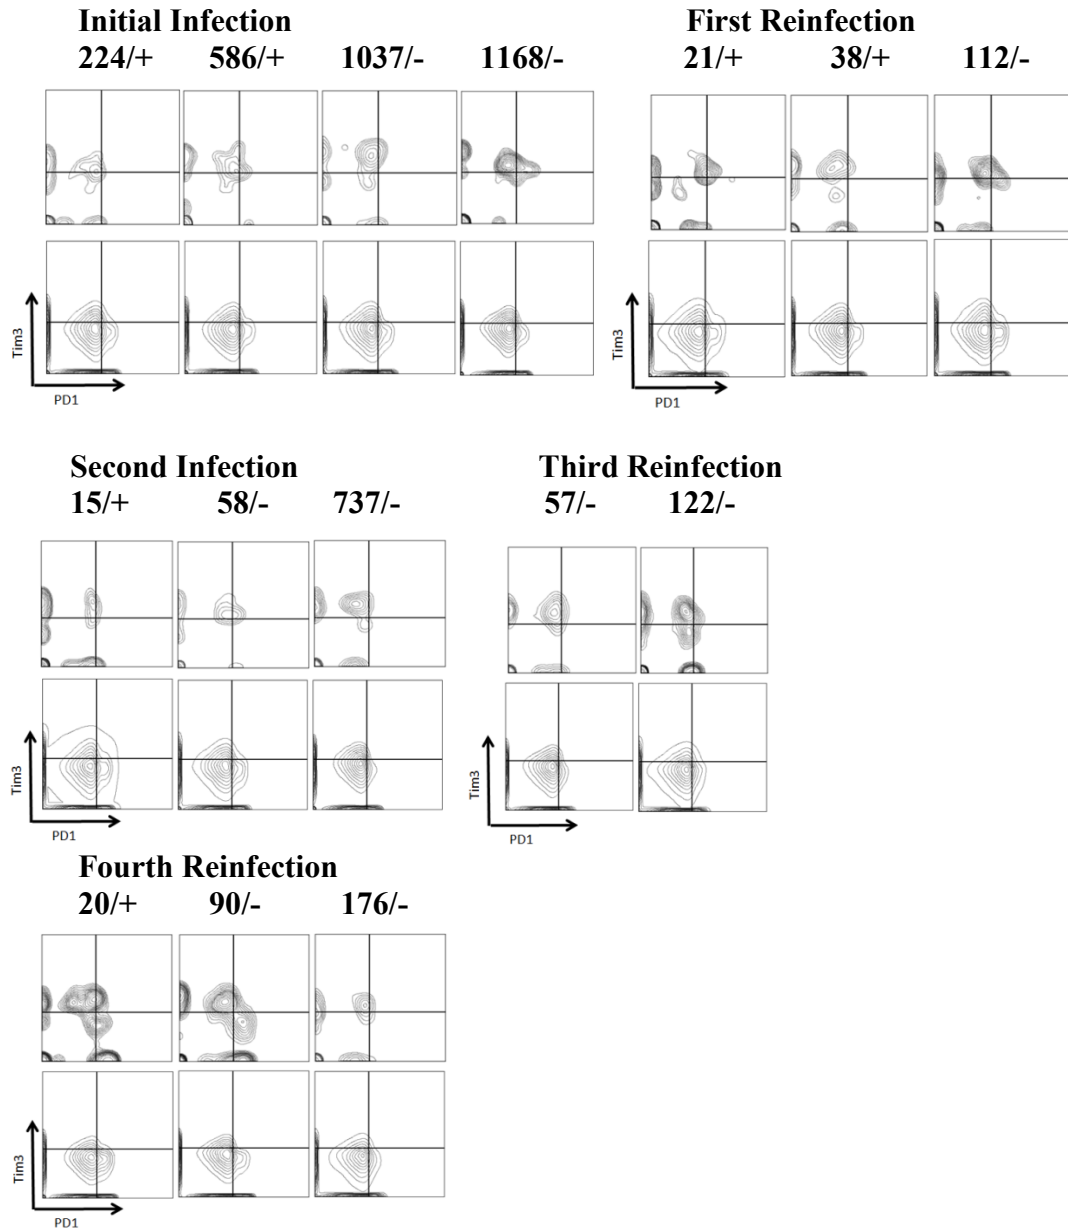 Initial Infection
224/+ 586/+ 1037/- 1168/-
Tim3
PD1
First Reinfection
21/+ 38/+ 112/-
Tim3
PD1
Second Infection
15/+ 58/- 737/-
Tim3
PD1
Third Reinfection
57/- 122/-
Tim3
PD1
Fourth Reinfection
20/+ 90/- 176/-
Tim3
PD1